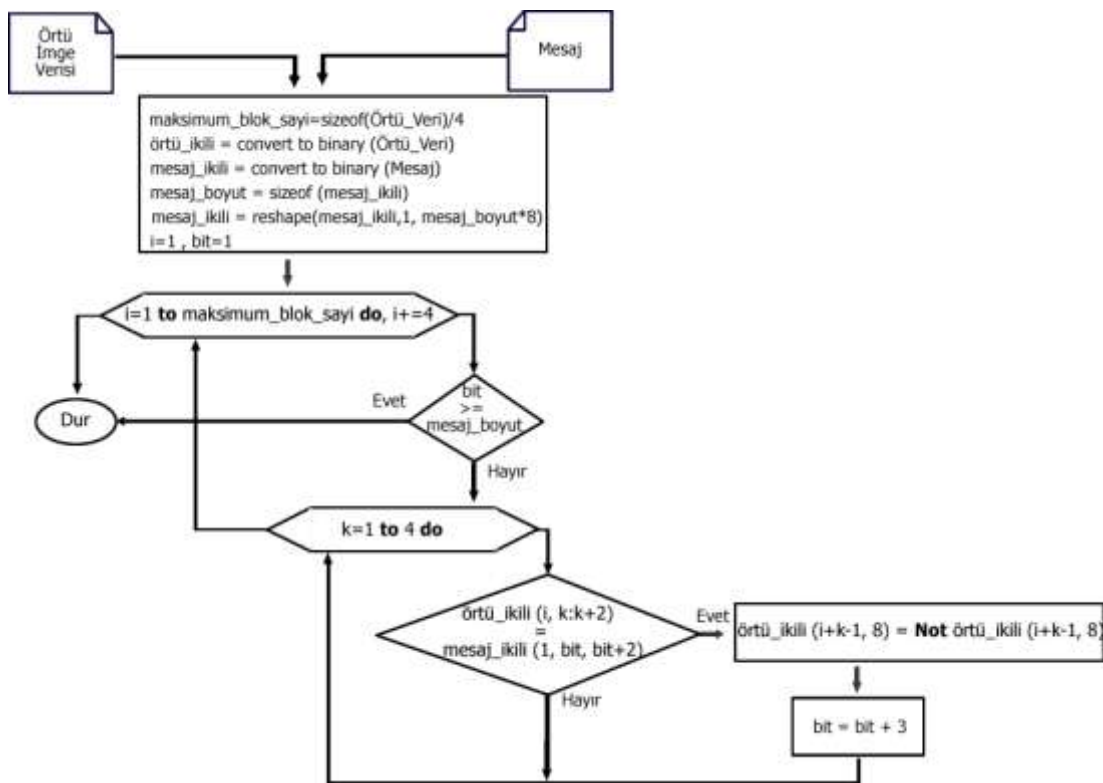 Örtü
İmge
Verisi
Mesaj
maksimum_blok_sayi=sizeof(Örtü_Veri)/4
örtü_ikili = convert to binary (Örtü_Veri)
mesaj_ikili = convert to binary (Mesaj)
mesaj_boyut = sizeof (mesaj_ikili)
mesaj_ikili = reshape(mesaj_ikili,1, mesaj_boyut*8)
i=1 , bit=1
i=1 to maksimum_blok_sayi do, i+=4
bit
>=
mesaj_boyut
Evet
Dur
Hayır
k=1 to 4 do
örtü_ikili (i, k:k+2)
=
mesaj_ikili (1, bit, bit+2)
Evet
örtü_ikili (i+k-1, 8) = Not örtü_ikili (i+k-1, 8)
Hayır
bit = bit + 3